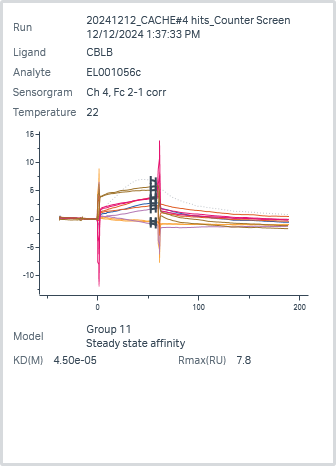 Run 20241212_CACHE#4 hits_Counter Screen
12/12/2024 1:37:33 PM
Ligand CBLB
Analyte EL001056c
Sensorgram Ch 4, Fc 2-1 corr
Temperature 22
15
10
5
0
-5
-10
0 100 200
Model Group 11
Steady state affinity
KD(M) 4.50e-05 Rmax(RU) 7.8